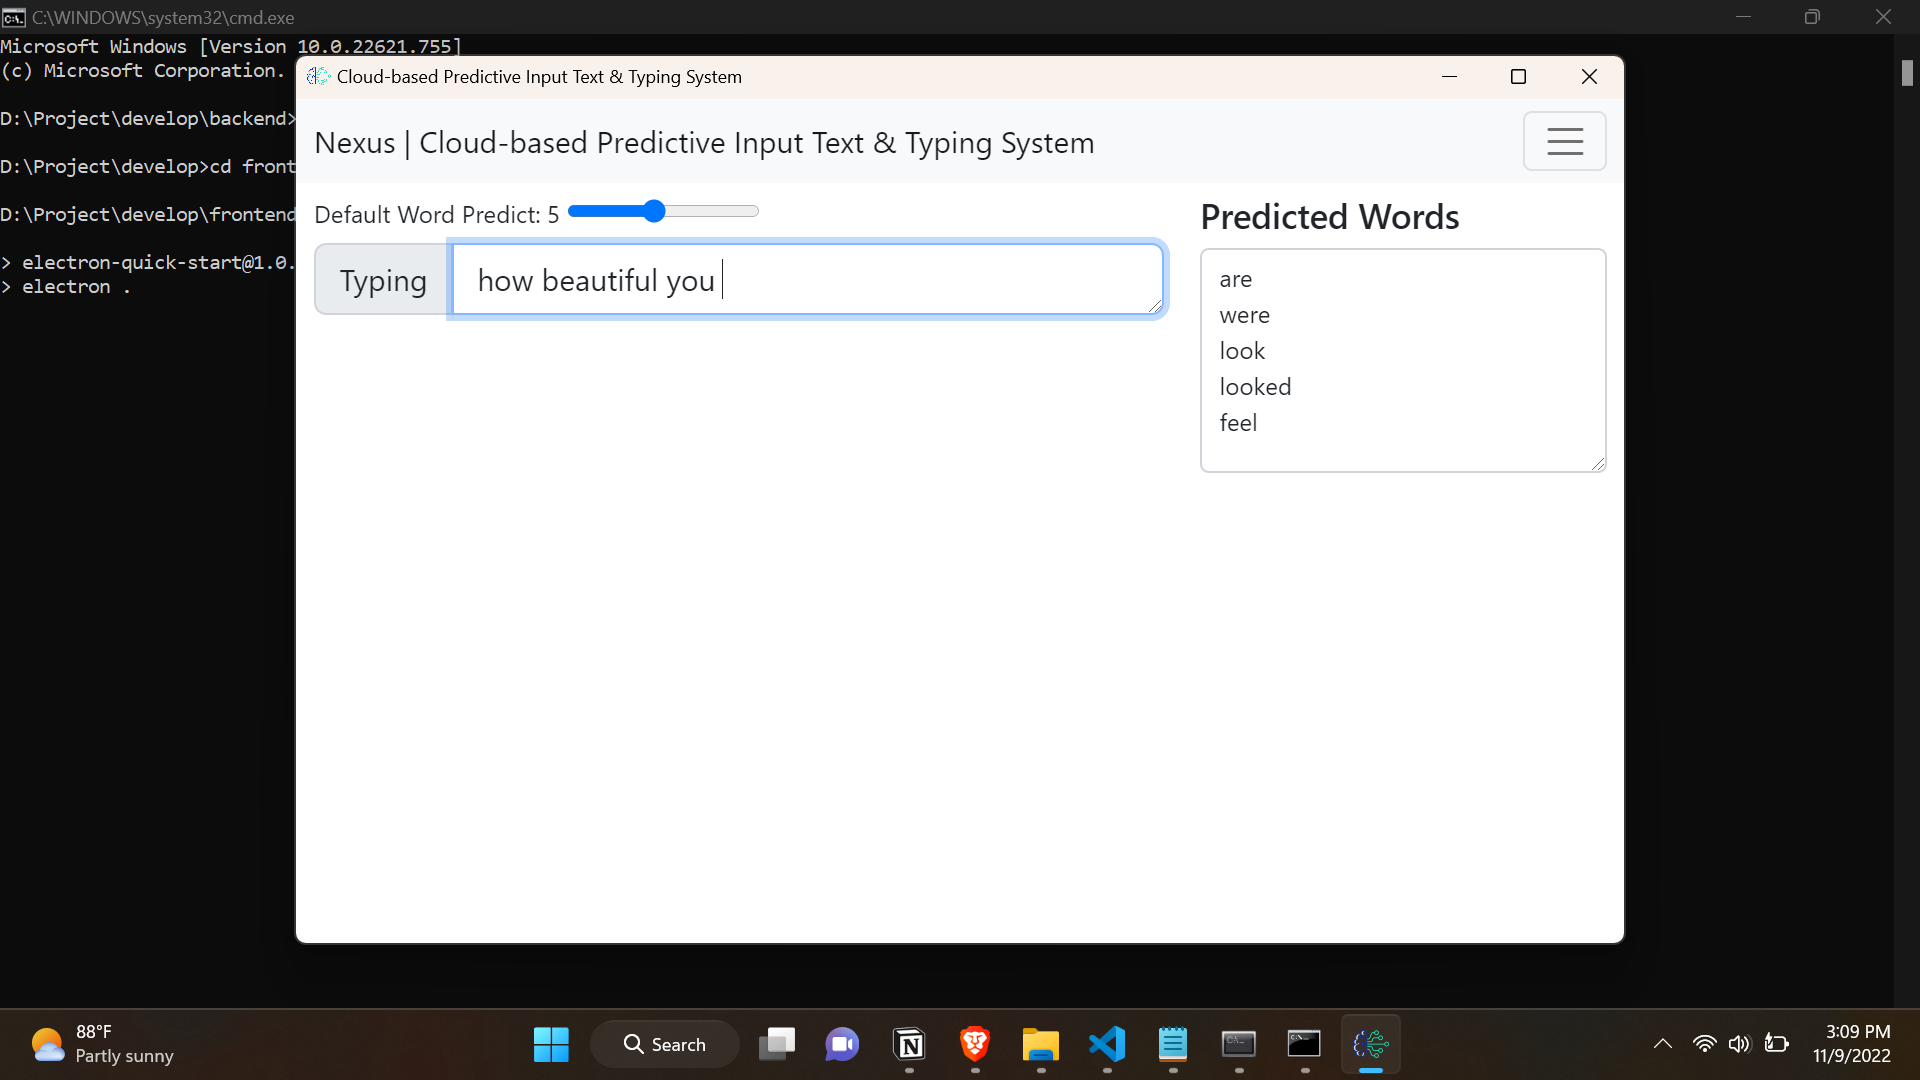 C:\WINDOWS\system32\cmd.exe
Microsoft Windows [Version 10.0.22621.755]
(c) Microsoft Corporation.
D:\Project\develop\backend>
D:\Project\develop>cd front
D:\Project\develop\frontend
> electron-quick-start@1.0.
> electron .
Cloud-based Predictive Input Text & Typing System
Nexus | Cloud-based Predictive Input Text & Typing System
Default Word Predict: 5
Typing
how beautiful you
Predicted Words
are
were
look
looked
feel
88°F
Partly sunny
Search
3:09 PM
11/9/2022